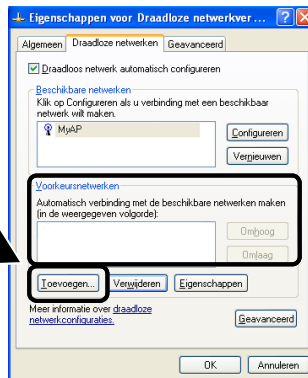 Eigenschappen voor Draadloze netwerkver...
Algemeen
Draadloze netwerken
Geavanceerd
Draadloos netwerk automatisch configureren
Beschikbare netwerken
Klik op Configureren als u verbinding met een beschikbaar
netwerk wilt maken.
MyAP
Configureren
Vernieuwen
Voorkeursnetwerken
Automatisch verbinding met de beschikbare netwerken maken
(in de weergegeven volgorde):
Omhoog
Omlaag
Toevoegen...
Verwijderen
Eigenschappen
Meer informatie over draadloze
netwerkconfiguraties.
Geavanceerd
OK
Annuleren